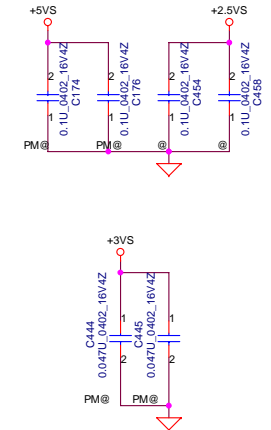 +5VS
+2.5VS
2
2
2
2
0.1U_0402_16V4Z
C174
0.1U_0402_16V4Z
C176
0.1U_0402_16V4Z
C454
0.1U_0402_16V4Z
C458
1
1
1
1
PM@
PM@
@
@
+3VS
C444
0.047U_0402_16V4Z
C445
0.047U_0402_16V4Z
1
1
2
2
PM@
PM@